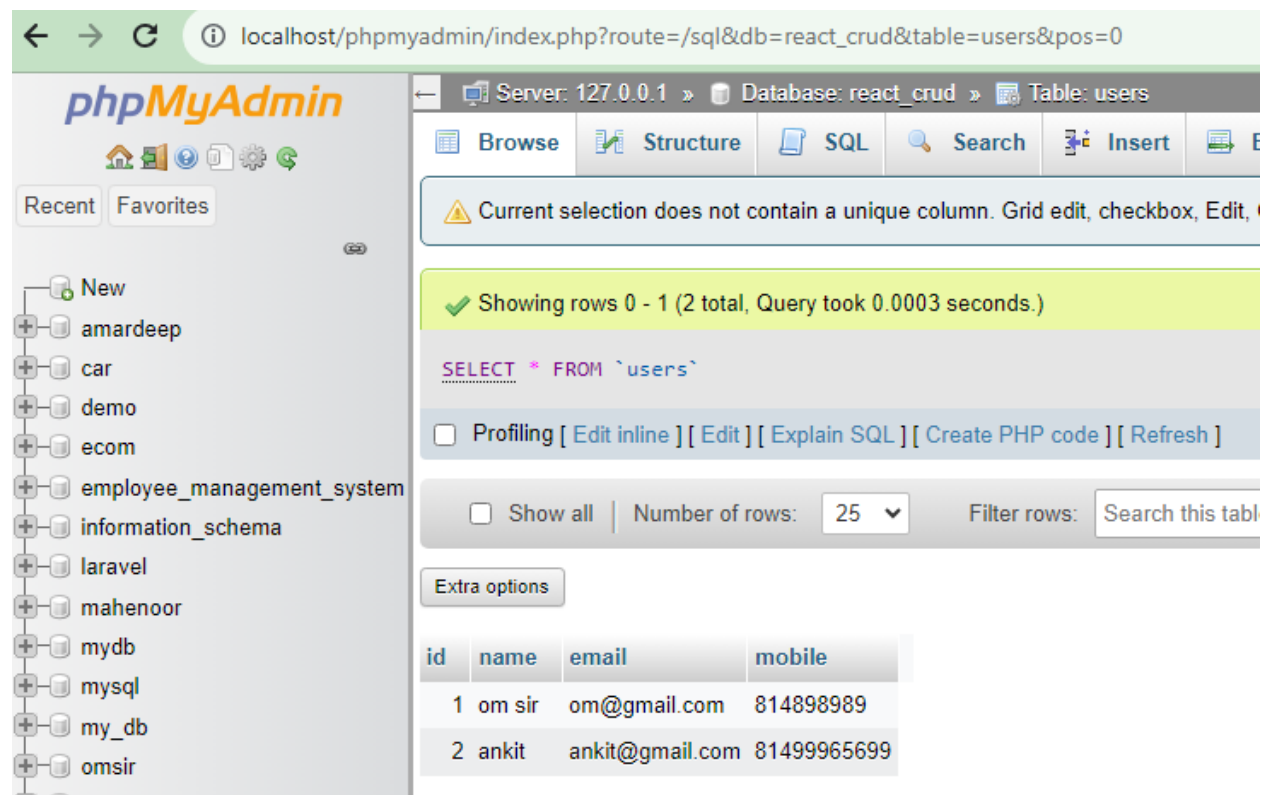 localhost/phpmyadmin/index.php?route=/sql&db=react_crud&table=users&pos=0
phpMyAdmin
Recent Favorites
New
amardeep
car
demo
ecom
employee_management_system
information_schema
laravel
mahenoor
mydb
mysql
my_db
omsir
Server: 127.0.0.1 » Database: react_crud » Table: users
Browse Structure SQL Search Insert
Current selection does not contain a unique column. Grid edit, checkbox, Edit,
Showing rows 0 - 1 (2 total, Query took 0.0003 seconds.)
SELECT * FROM `users`
Profiling [ Edit inline ] [ Edit ] [ Explain SQL ] [ Create PHP code ] [ Refresh ]
Show all | Number of rows: 25 Filter rows: Search this
Extra options
id name email mobile
1 om sir om@gmail.com 814898989
2 ankit ankit@gmail.com 81499965699